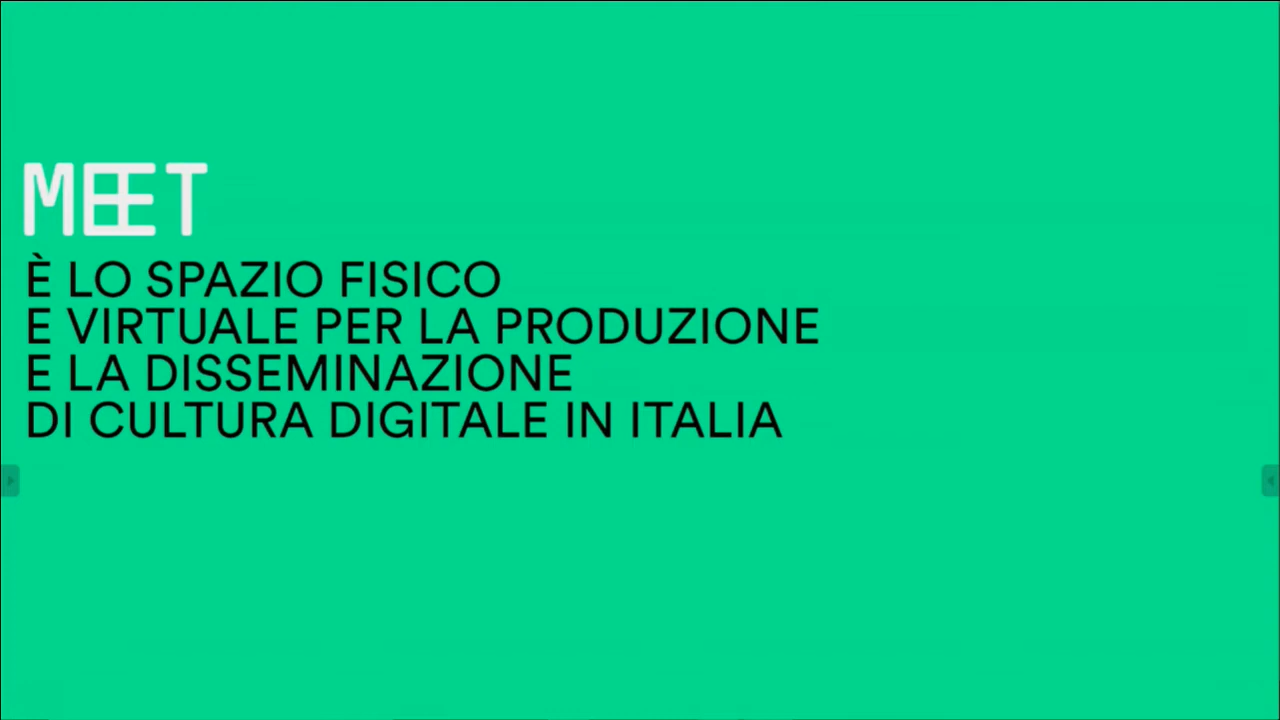 MEET
È LO SPAZIO FISICO
E VIRTUALE PER LA PRODUZIONE
E LA DISSEMINAZIONE
DI CULTURA DIGITALE IN ITALIA